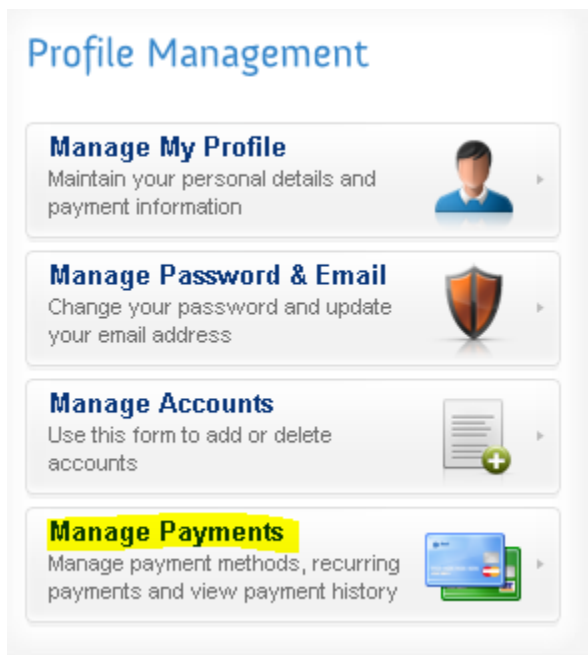 Profile Management
Manage My Profile
Maintain your personal details and
payment information
Manage Password & Email
Change your password and update
your email address
Manage Accounts
Use this form to add or delete
accounts
Manage Payments
Manage payment methods, recurring
payments and view payment history